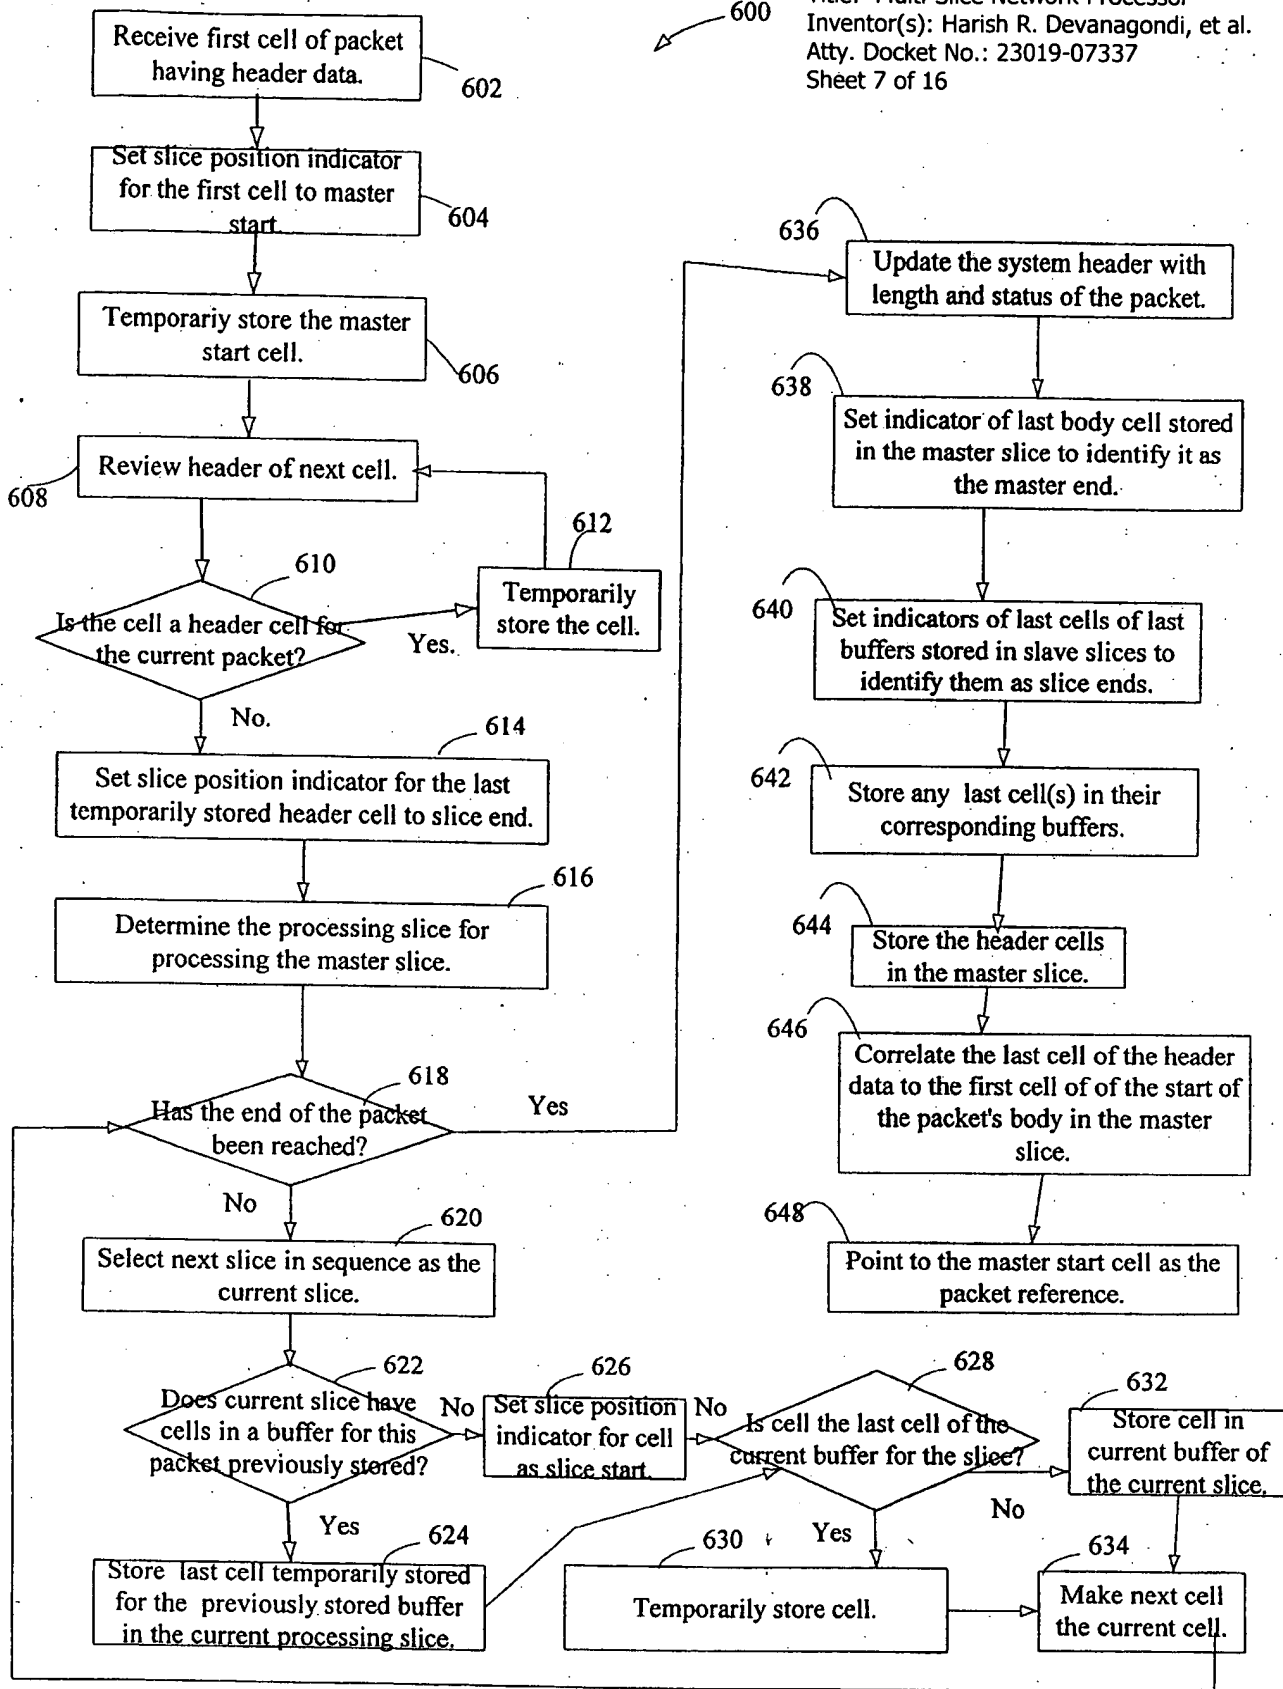 600
Title: Multi-Slice Network Processor
Inventor(s): Harish R. Devanagondi, et al.
Atty. Docket No.: 23019-07337
Sheet 7 of 16
Receive first cell of packet
having header data.
602
Set slice position indicator
for the first cell to master
start.
604
Temporariy store the master
start cell.
606
Review header of next cell.
608
610
Is the cell a header cell for
the current packet?
Yes.
612
Temporarily
store the cell.
No.
614
Set slice position indicator for the last
temporarily stored header cell to slice end.
616
Determine the processing slice for
processing the master slice.
618
Has the end of the packet
been reached?
Yes
No
620
Select next slice in sequence as the
current slice.
622
Does current slice have
cells in a buffer for this
packet previously stored?
No
Yes
624
Store last cell temporarily stored
for the previously stored buffer
in the current processing slice.
626
Set slice position
indicator for cell
as slice start.
No
628
Is cell the last cell of the
current buffer for the slice?
Yes
No
630
Temporarily store cell.
632
Store cell in
current buffer of
the current slice.
634
Make next cell
the current cell.
636
Update the system header with
length and status of the packet.
638
Set indicator of last body cell stored
in the master slice to identify it as
the master end.
640
Set indicators of last cells of last
buffers stored in slave slices to
identify them as slice ends.
642
Store any last cell(s) in their
corresponding buffers.
644
Store the header cells
in the master slice.
646
Correlate the last cell of the header
data to the first cell of of the start of
the packet's body in the master
slice.
648
Point to the master start cell as the
packet reference.